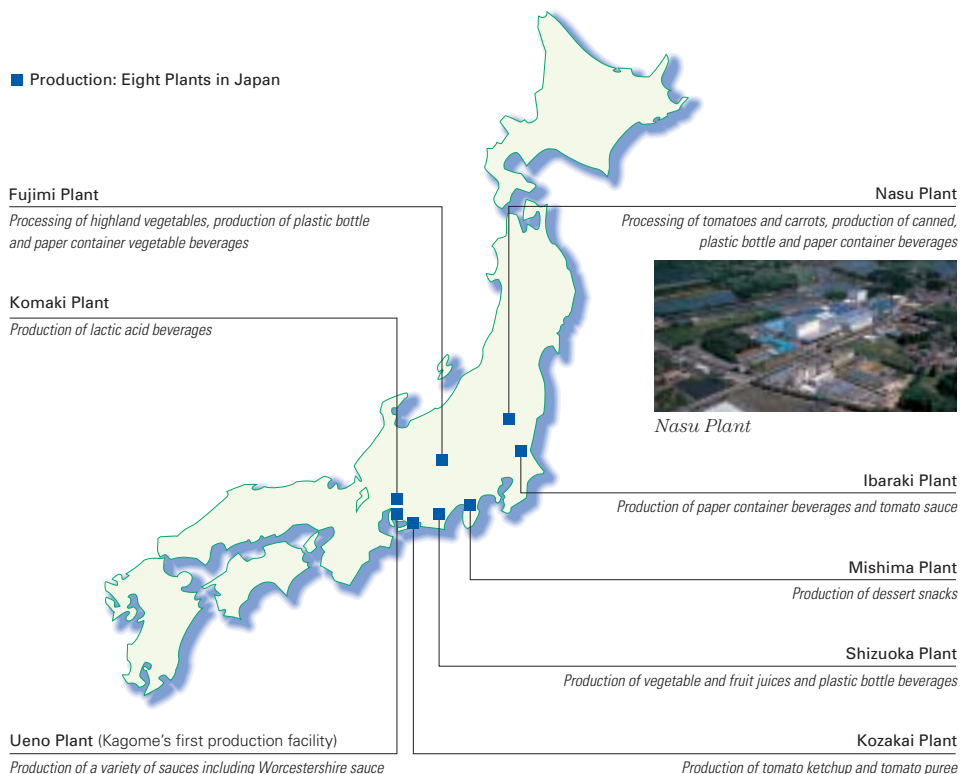 Production: Eight Plants in Japan
Fujimi Plant
Processing of highland vegetables, production of plastic bottle
and paper container vegetable beverages
Komaki Plant
Production of lactic acid beverages
Ueno Plant (Kagome's first production facility)
Production of a variety of sauces including Worcestershire sauce
Nasu Plant
Processing of tomatoes and carrots, production of canned,
plastic bottle and paper container beverages
Nasu Plant
Ibaraki Plant
Production of paper container beverages and tomato sauce
Mishima Plant
Production of dessert snacks
Shizuoka Plant
Production of vegetable and fruit juices and plastic bottle beverages
Kozakai Plant
Production of tomato ketchup and tomato puree